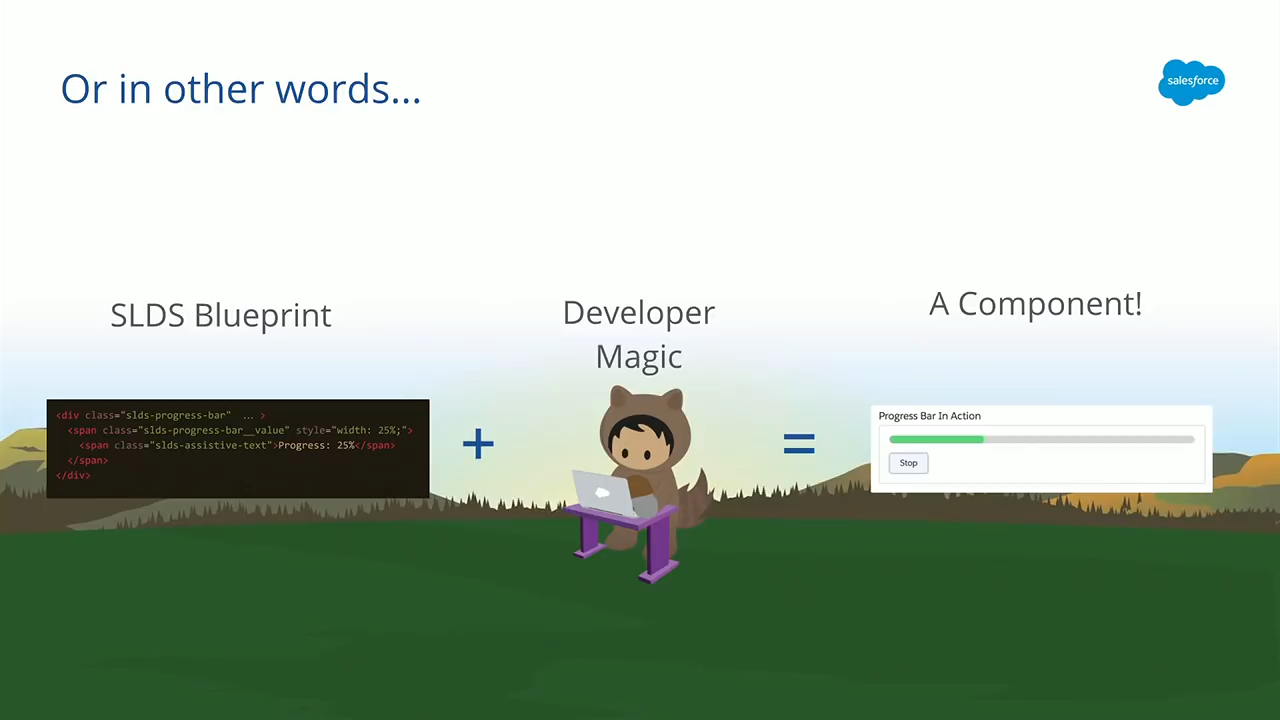 Or in other words...
salesforce
SLDS Blueprint
<div class="slds-progress-bar" ... >
<span class="slds-progress-bar__value" style="width: 25%;">
<span class="slds-assistive-text">Progress: 25%</span>
</span>
</div>
+
Developer
Magic
=
A Component!
Progress Bar In Action
Stop